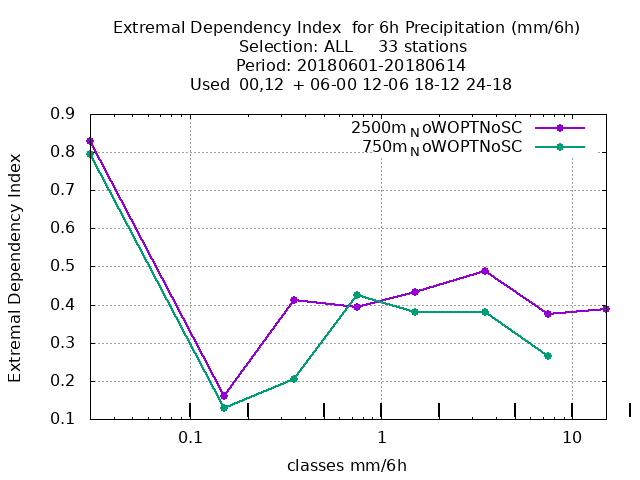 Extremal Dependency Index  for 6h Precipitation (mm/6h)
Selection: ALL     33 stations
Period: 20180601-20180614
Used  00,12  + 06-00 12-06 18-12 24-18
2500m NoWOPTNoSC
750m NoWOPTNoSC
Extremal Dependency Index
0.9
0.8
0.7
0.6
0.5
0.4
0.3
0.2
0.1
0.1 1 10
classes mm/6h